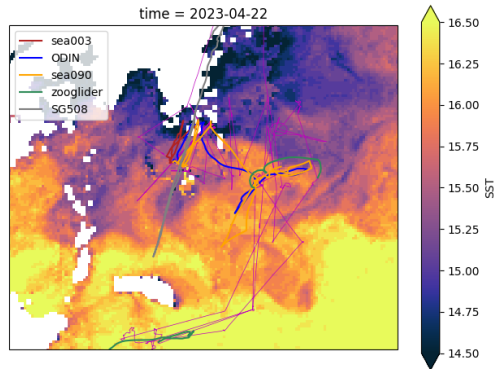 time = 2023-04-22
sea003
ODIN
sea090
zooglider
SG508
16.50
16.25
16.00
15.75
15.50
15.25
15.00
14.75
14.50
SST